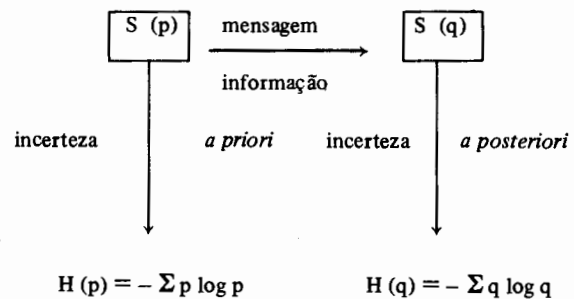 S (p) mensagem S (q)
informação
incerteza a priori incerteza a posteriori
H (p) = – Σ p log p H (q) = – Σ q log q